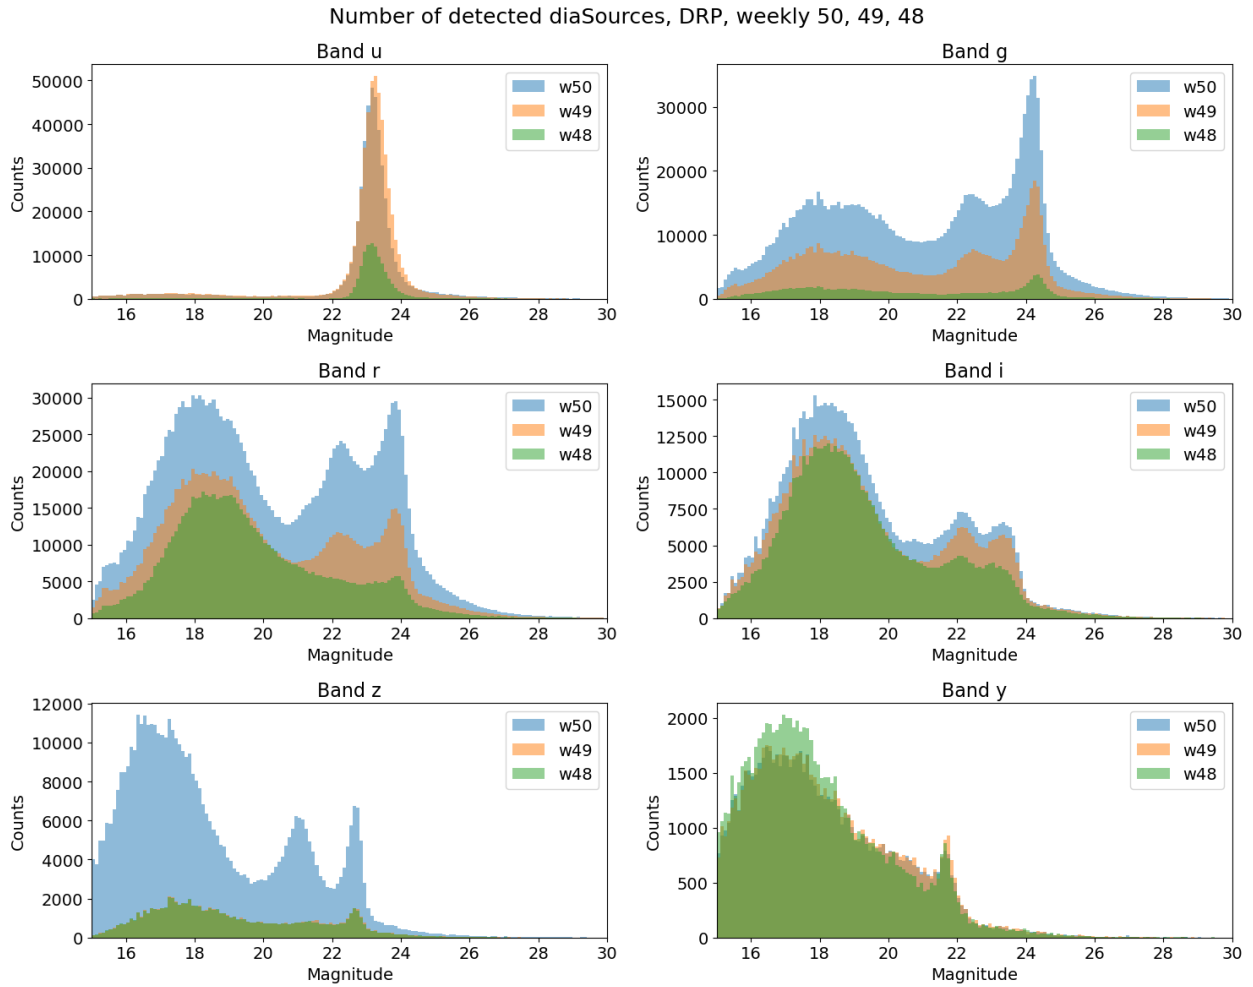 Number of detected diaSources, DRP, weekly 50, 49, 48
Band u
50000
40000
30000
20000
10000
0
Counts
16 18 20 22 24 26 28 30
Magnitude
w50
w49
w48
Band g
30000
20000
10000
0
Counts
16 18 20 22 24 26 28 30
Magnitude
w50
w49
w48
Band r
30000
25000
20000
15000
10000
5000
0
Counts
16 18 20 22 24 26 28 30
Magnitude
w50
w49
w48
Band i
15000
12500
10000
7500
5000
2500
0
Counts
16 18 20 22 24 26 28 30
Magnitude
w50
w49
w48
Band z
12000
10000
8000
6000
4000
2000
0
Counts
16 18 20 22 24 26 28 30
Magnitude
w50
w49
w48
Band y
2000
1500
1000
500
0
Counts
16 18 20 22 24 26 28 30
Magnitude
w50
w49
w48